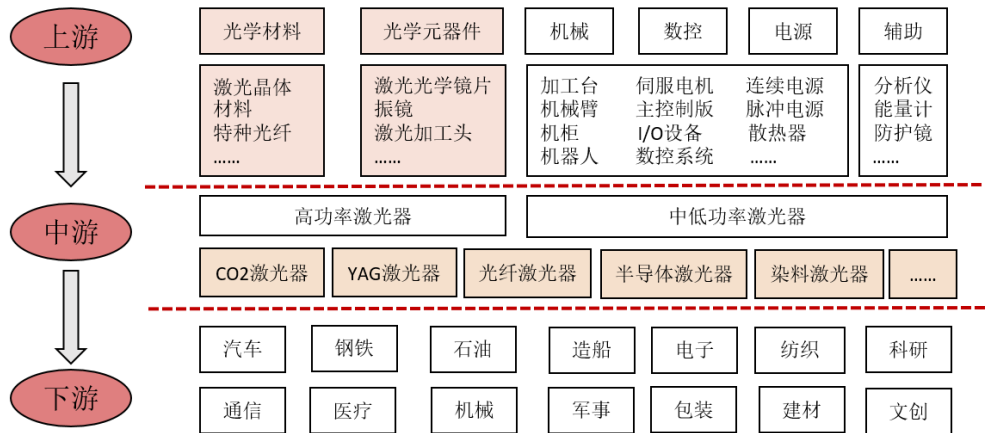 上游
光学材料
光学元器件
机械
数控
电源
辅助
激光晶体
材料
特种光纤
......
激光光学镜片
振镜
激光加工头
......
加工台
机械臂
机柜
机器人
伺服电机
主控制版
I/O设备
数控系统
连续电源
脉冲电源
散热器
......
分析仪
能量计
防护镜
......
中游
高功率激光器
中低功率激光器
CO2激光器
YAG激光器
光纤激光器
半导体激光器
染料激光器
......
下游
汽车
钢铁
石油
造船
电子
纺织
科研
通信
医疗
机械
军事
包装
建材
文创